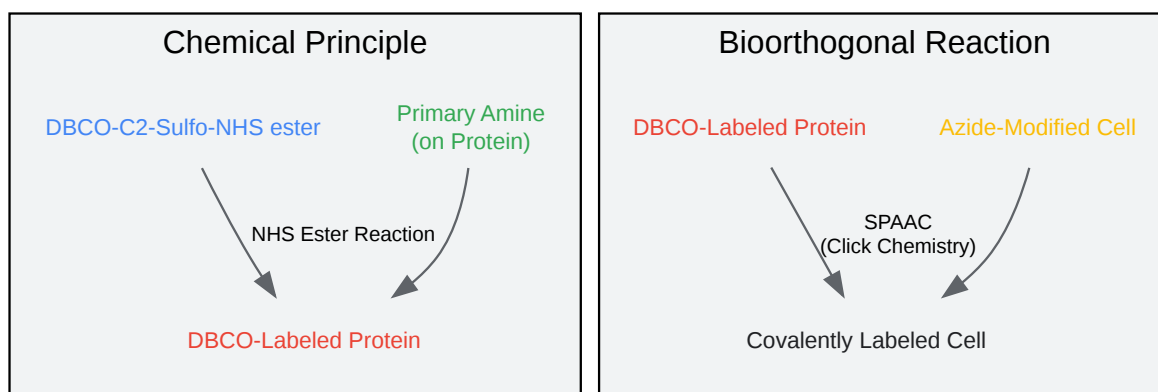 Chemical Principle
DBCO-C2-Sulfo-NHS ester
Primary Amine
(on Protein)
NHS Ester Reaction
DBCO-Labeled Protein
Bioorthogonal Reaction
DBCO-Labeled Protein
Azide-Modified Cell
SPAAC
(Click Chemistry)
Covalently Labeled Cell